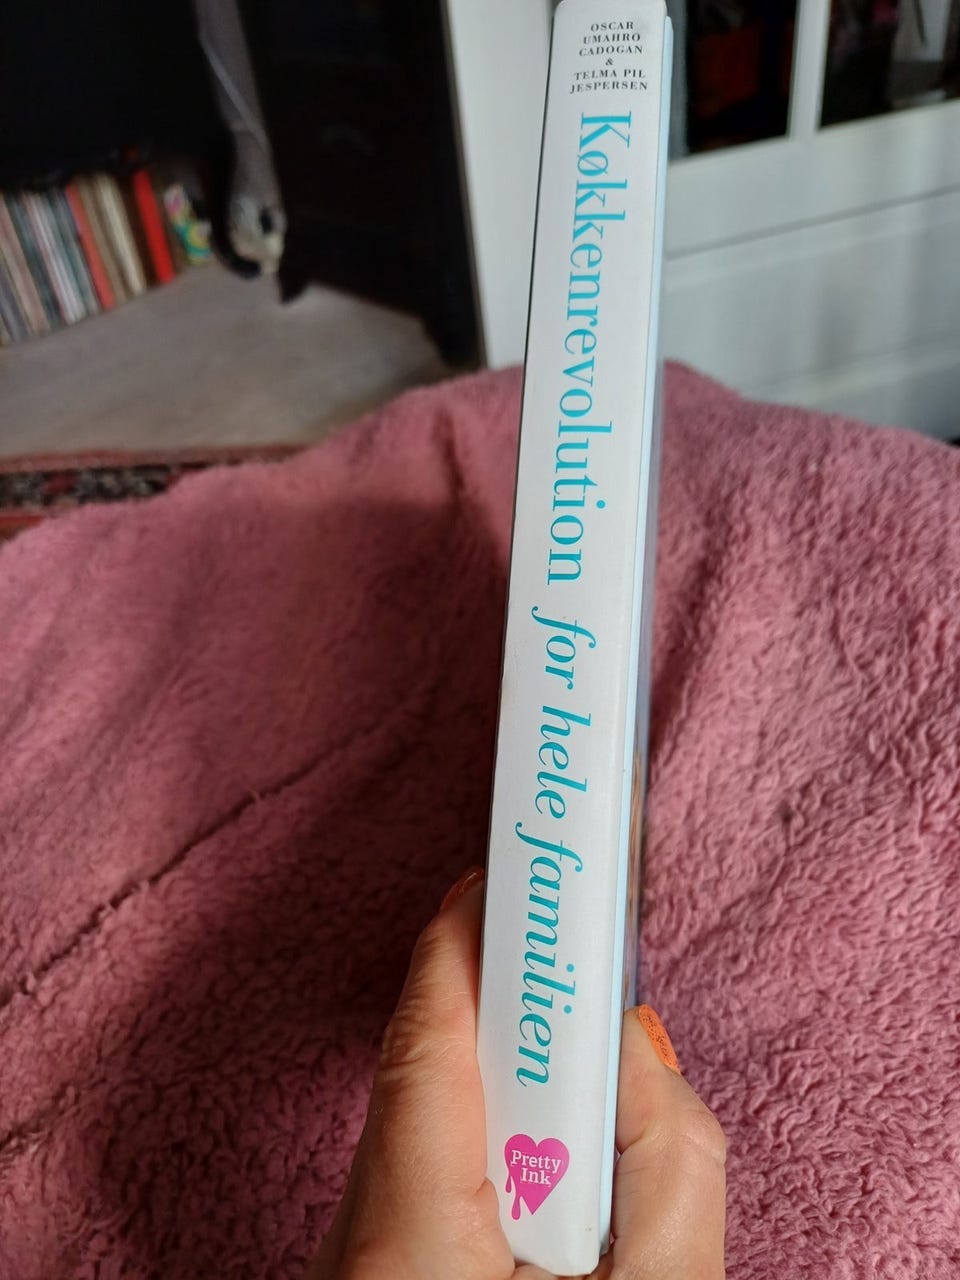 OSCAR
UMAHRO
CADOGAN
&
TELMA PIL
JESPERSEN
Køkkenrevolution for hele familien
Pretty
Ink